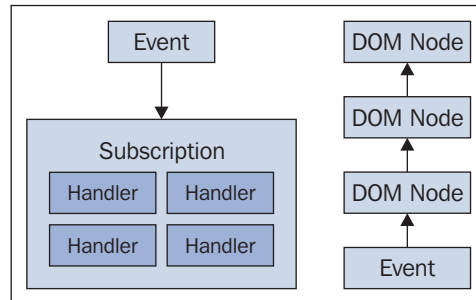 Event
Subscription
Handler
Handler
Handler
Handler
DOM Node
DOM Node
DOM Node
Event